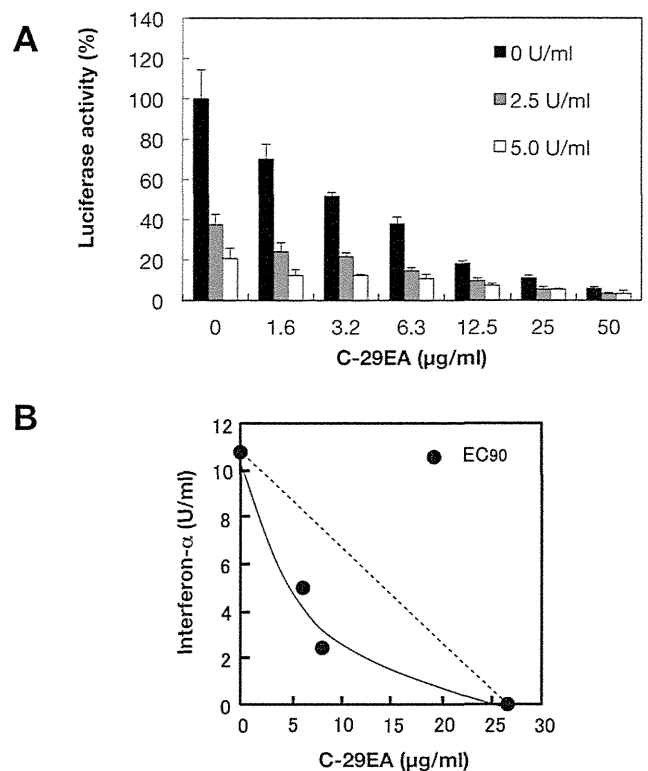 A
Luciferase activity (%)
140
120
100
80
60
40
20
0
0 U/ml
2.5 U/ml
5.0 U/ml
0 1.6 3.2 6.3 12.5 25 50
C-29EA (µg/ml)
B
Interferon-α (U/ml)
12
10
8
6
4
2
0
EC90
0 5 10 15 20 25 30
C-29EA (µg/ml)